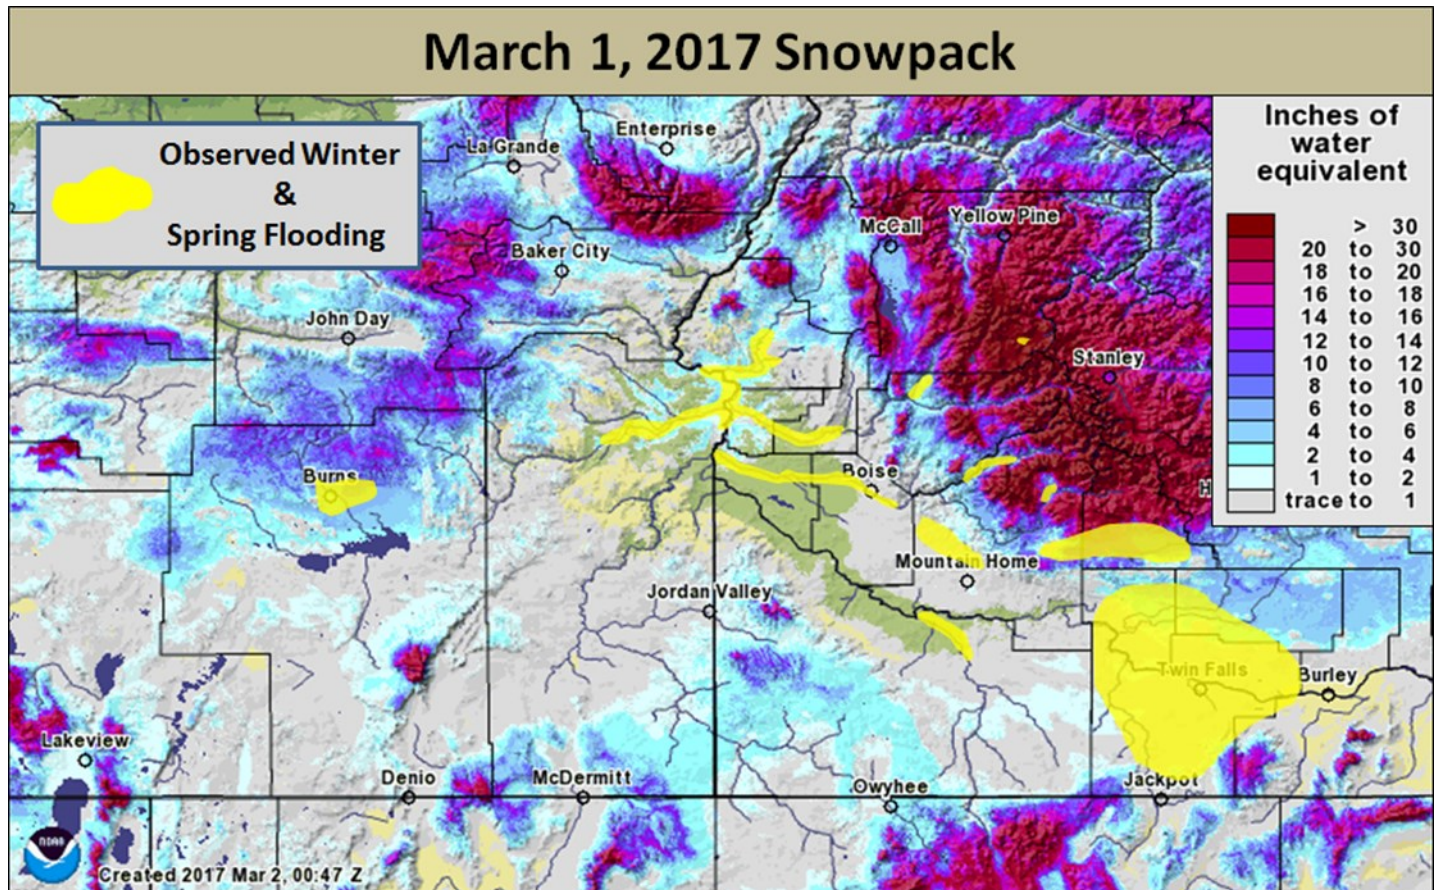 March 1, 2017 Snowpack
Observed Winter
&
Spring Flooding
Inches of
water
equivalent
> 30
20 to 30
18 to 20
16 to 18
14 to 16
12 to 14
10 to 12
8 to 10
6 to 8
4 to 6
2 to 4
1 to 2
trace to 1
Enterprise
La Grande
McCall
Yellow Pine
Baker City
John Day
Stanley
Burns
Boise
H
Mountain Home
Jordan Valley
Twin Falls
Burley
Lakeview
Denio
McDermitt
Owyhee
Jackpot
NOAA
Created 2017 Mar 2, 00:47 Z